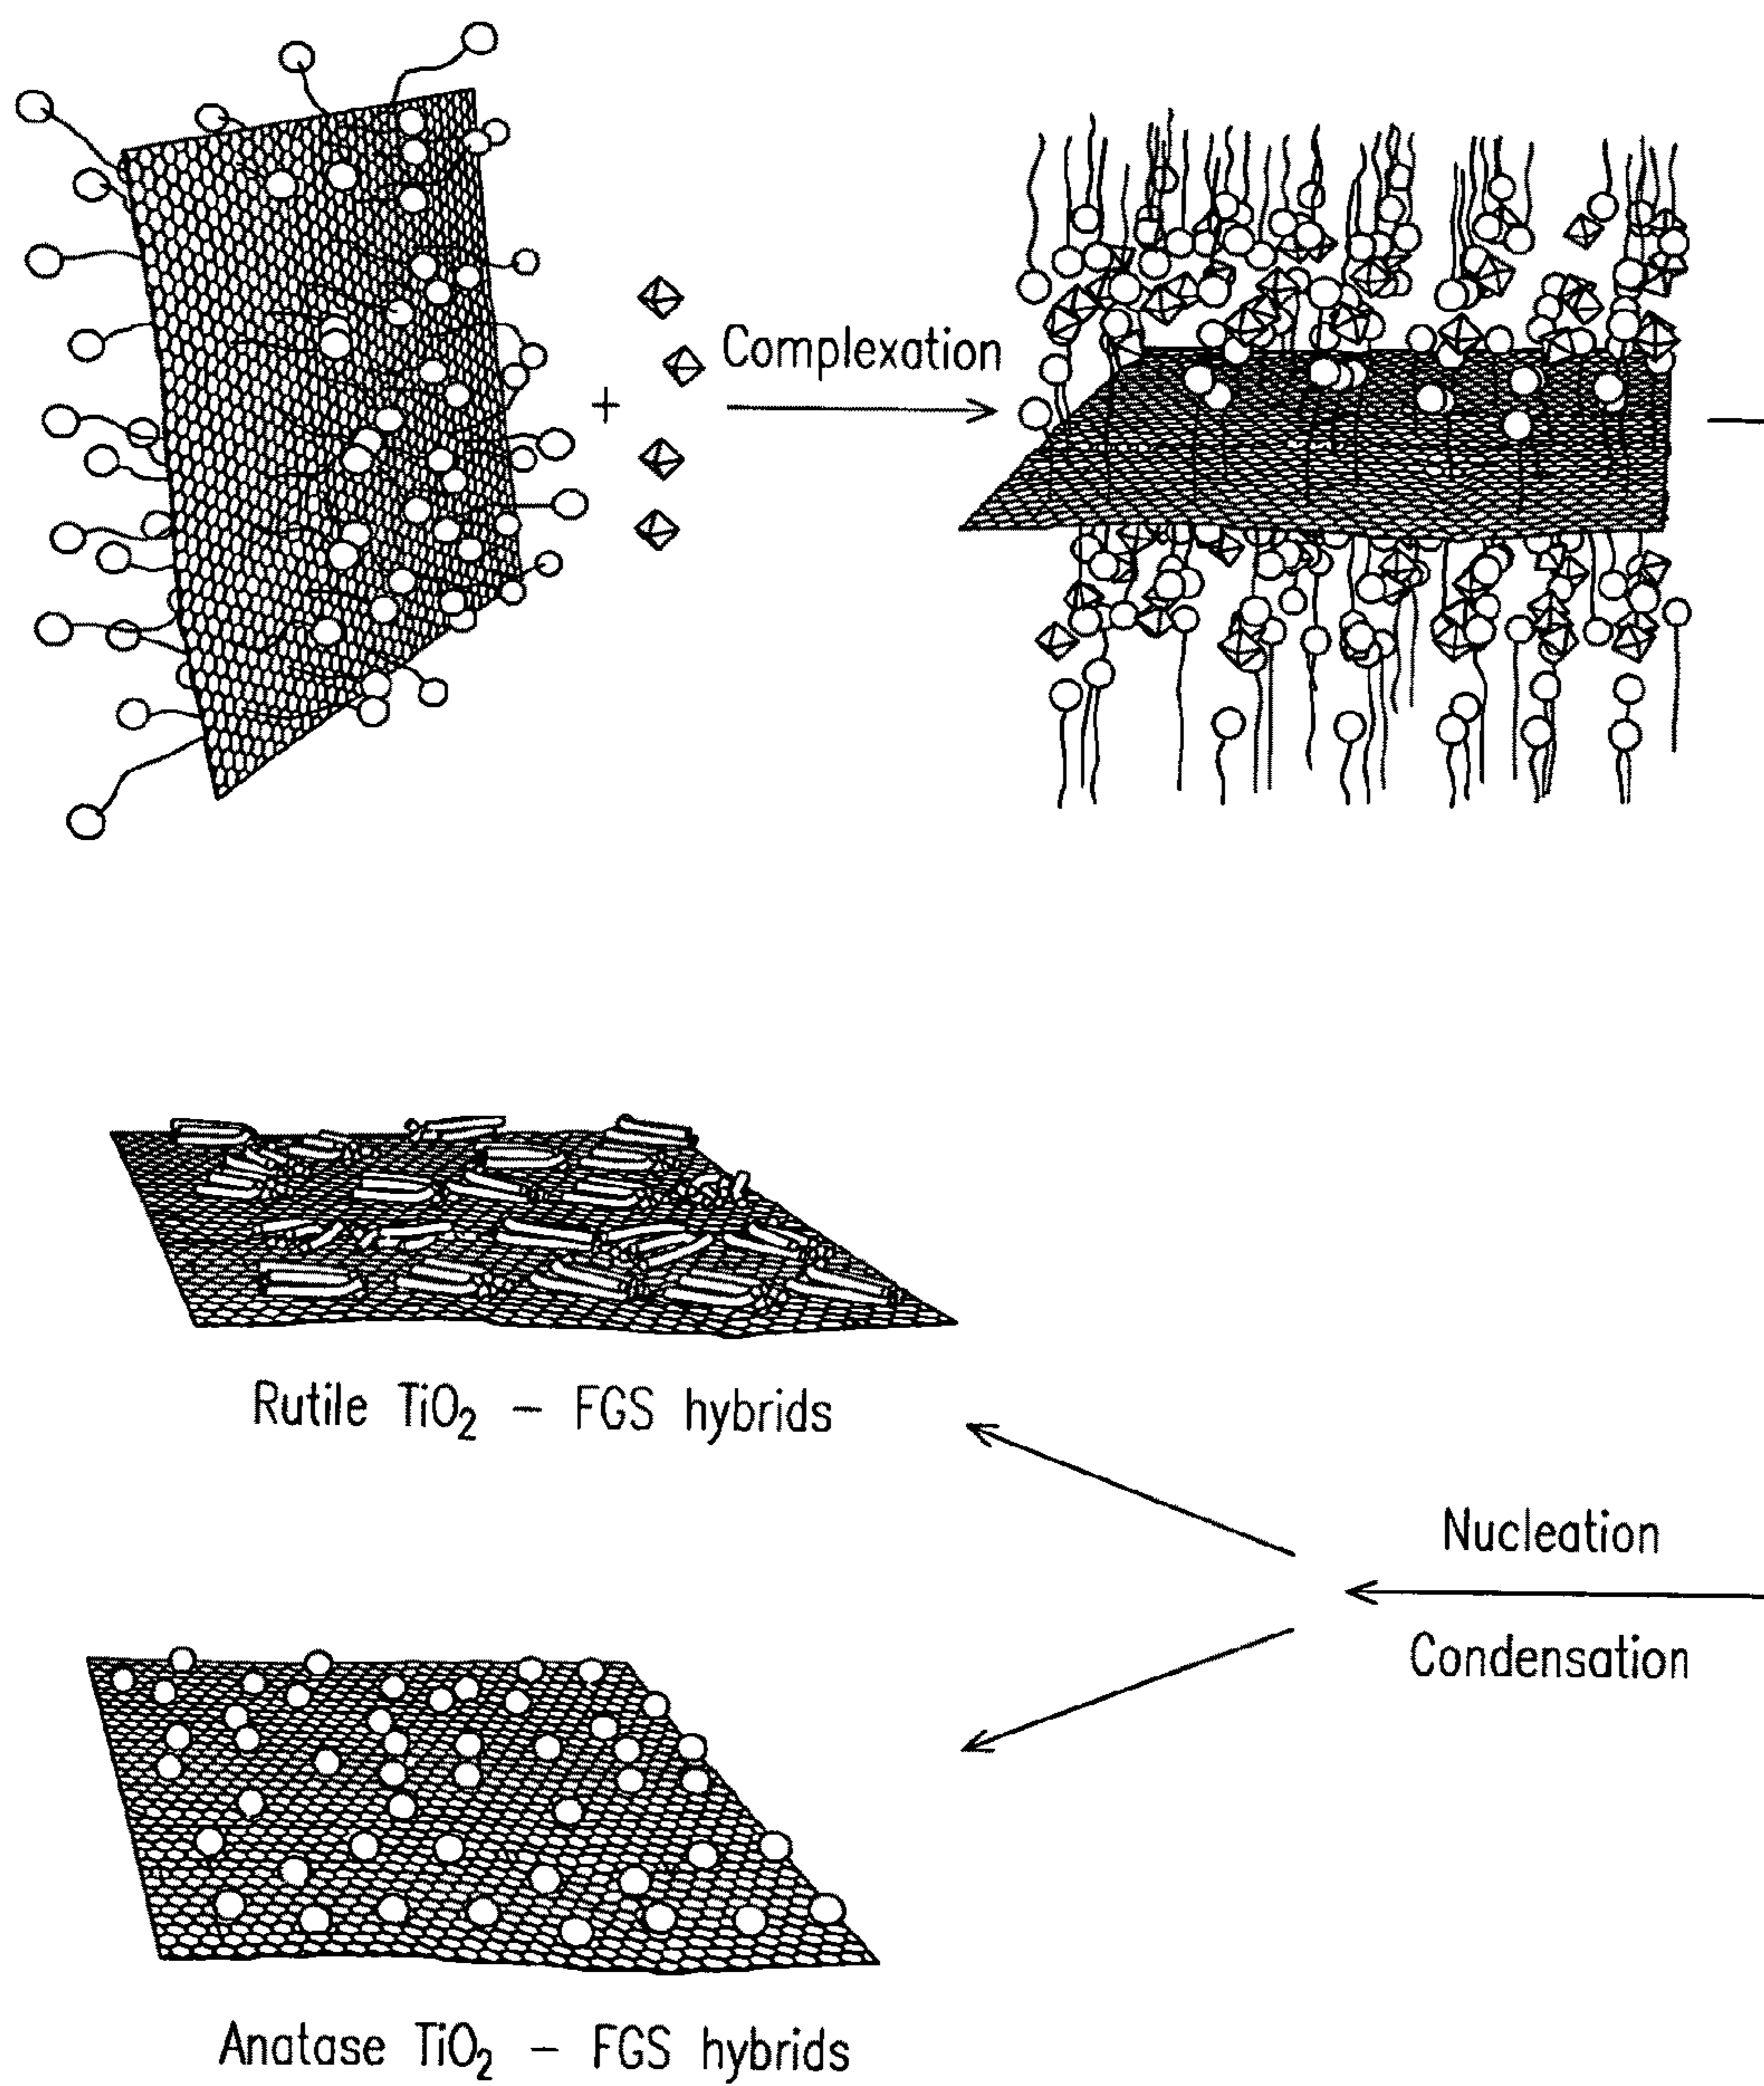 +
Complexation
Rutile TiO₂ – FGS hybrids
Nucleation
Condensation
Anatase TiO₂ – FGS hybrids